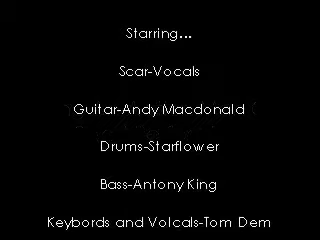 Starring...
Scar-Vocals
Guitar-Andy Macdonald
Drums-Starflower
Bass-Antony King
Keybords and Volcals-Tom Dem